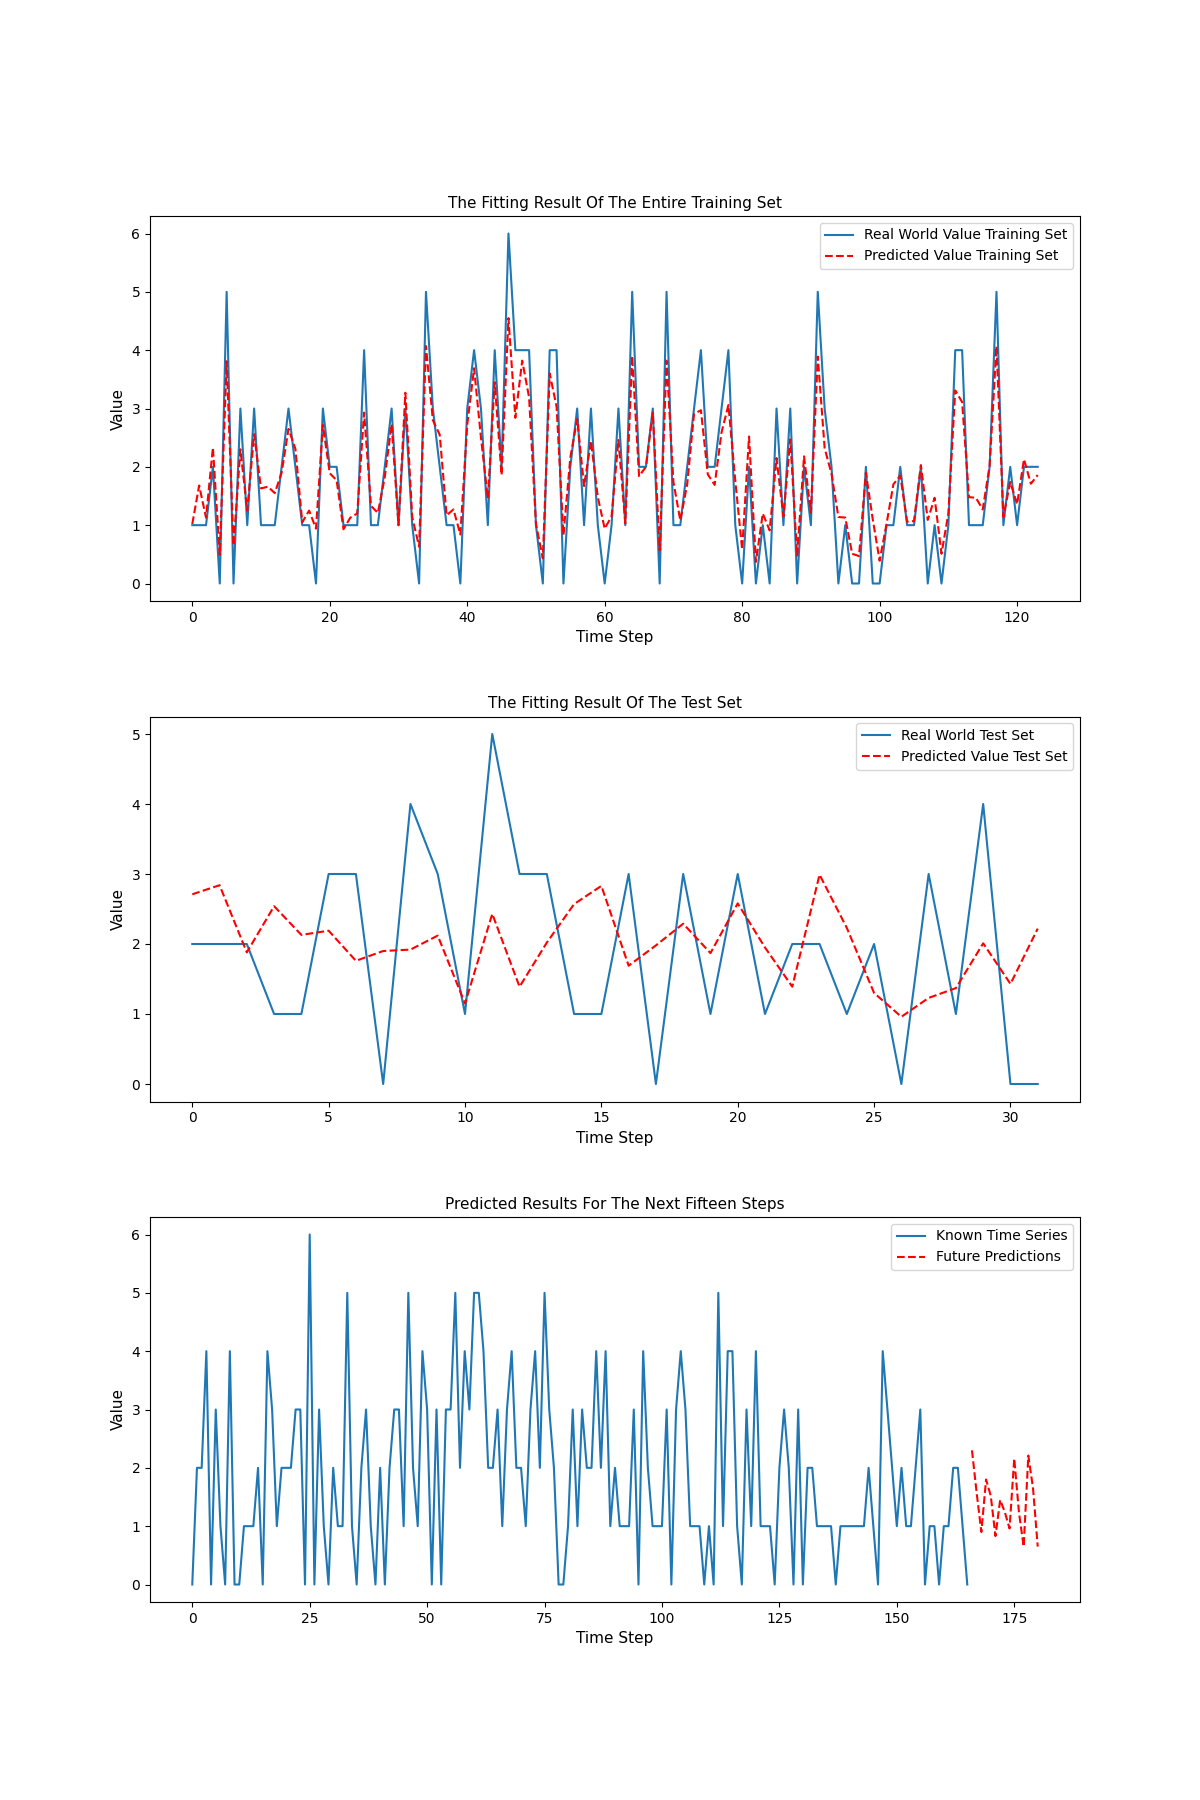 The Fitting Result Of The Entire Training Set
Real World Value Training Set
Predicted Value Training Set
Value
6
5
4
3
2
1
0
0 20 40 60 80 100 120
Time Step
The Fitting Result Of The Test Set
Real World Test Set
Predicted Value Test Set
Value
5
4
3
2
1
0
0 5 10 15 20 25 30
Time Step
Predicted Results For The Next Fifteen Steps
Known Time Series
Future Predictions
Value
6
5
4
3
2
1
0
0 25 50 75 100 125 150 175
Time Step